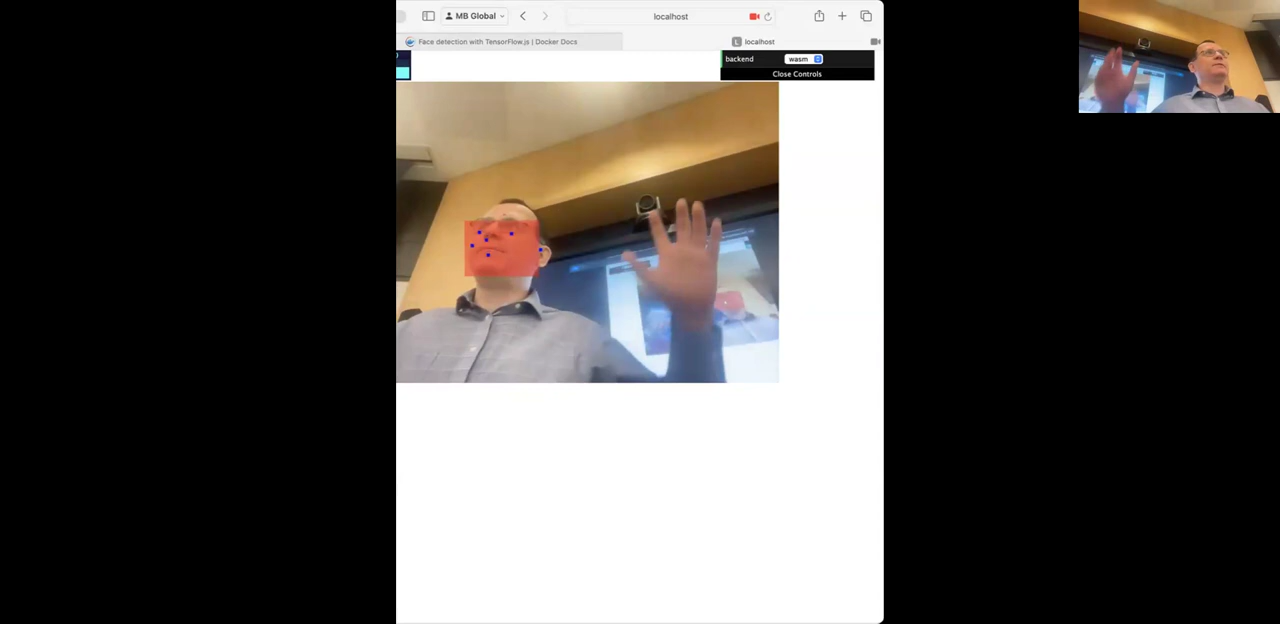 MB Global
localhost
Face detection with TensorFlow.js | Docker Docs
L localhost
backend wasm
Close Controls